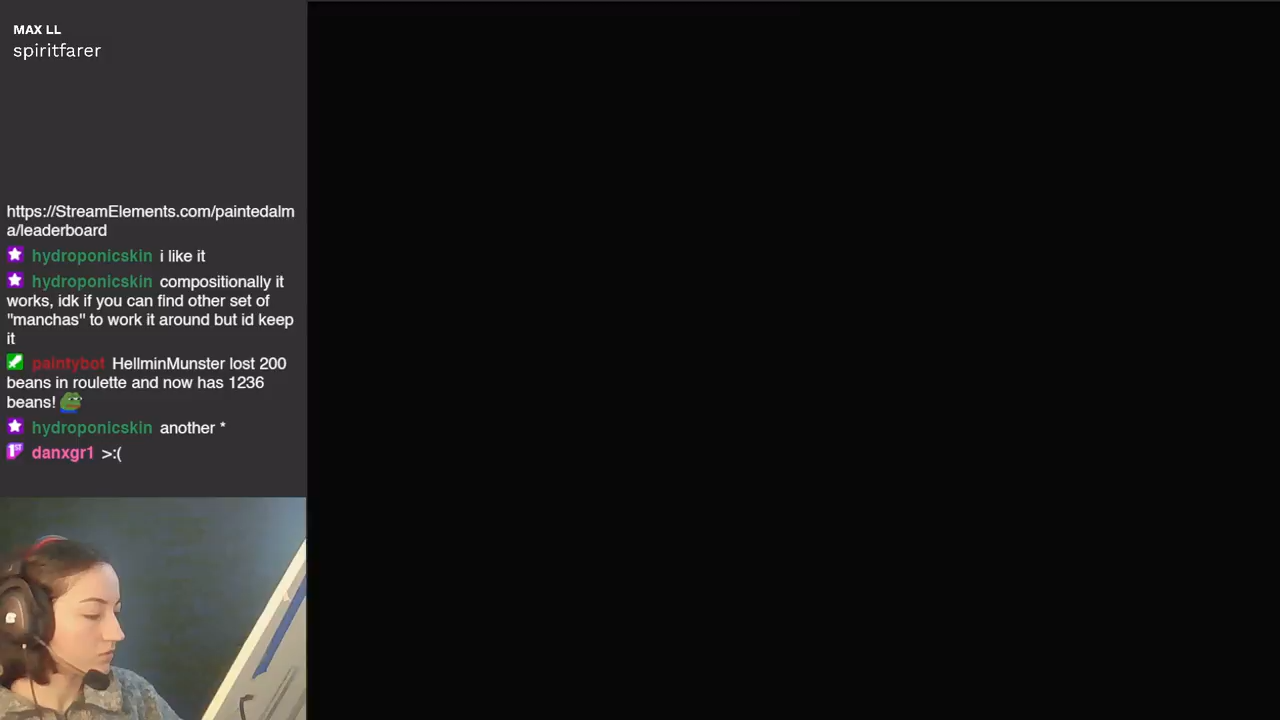 MAX LL
spiritfarer
https://StreamElements.com/paintedalm
a/leaderboard
hydroponicskin i like it
hydroponicskin compositionally it
works, idk if you can find other set of
"manchas" to work it around but id keep
it
paintybot HellminMunster lost 200
beans in roulette and now has 1236
beans!
hydroponicskin another *
1ST danxgr1 >:(